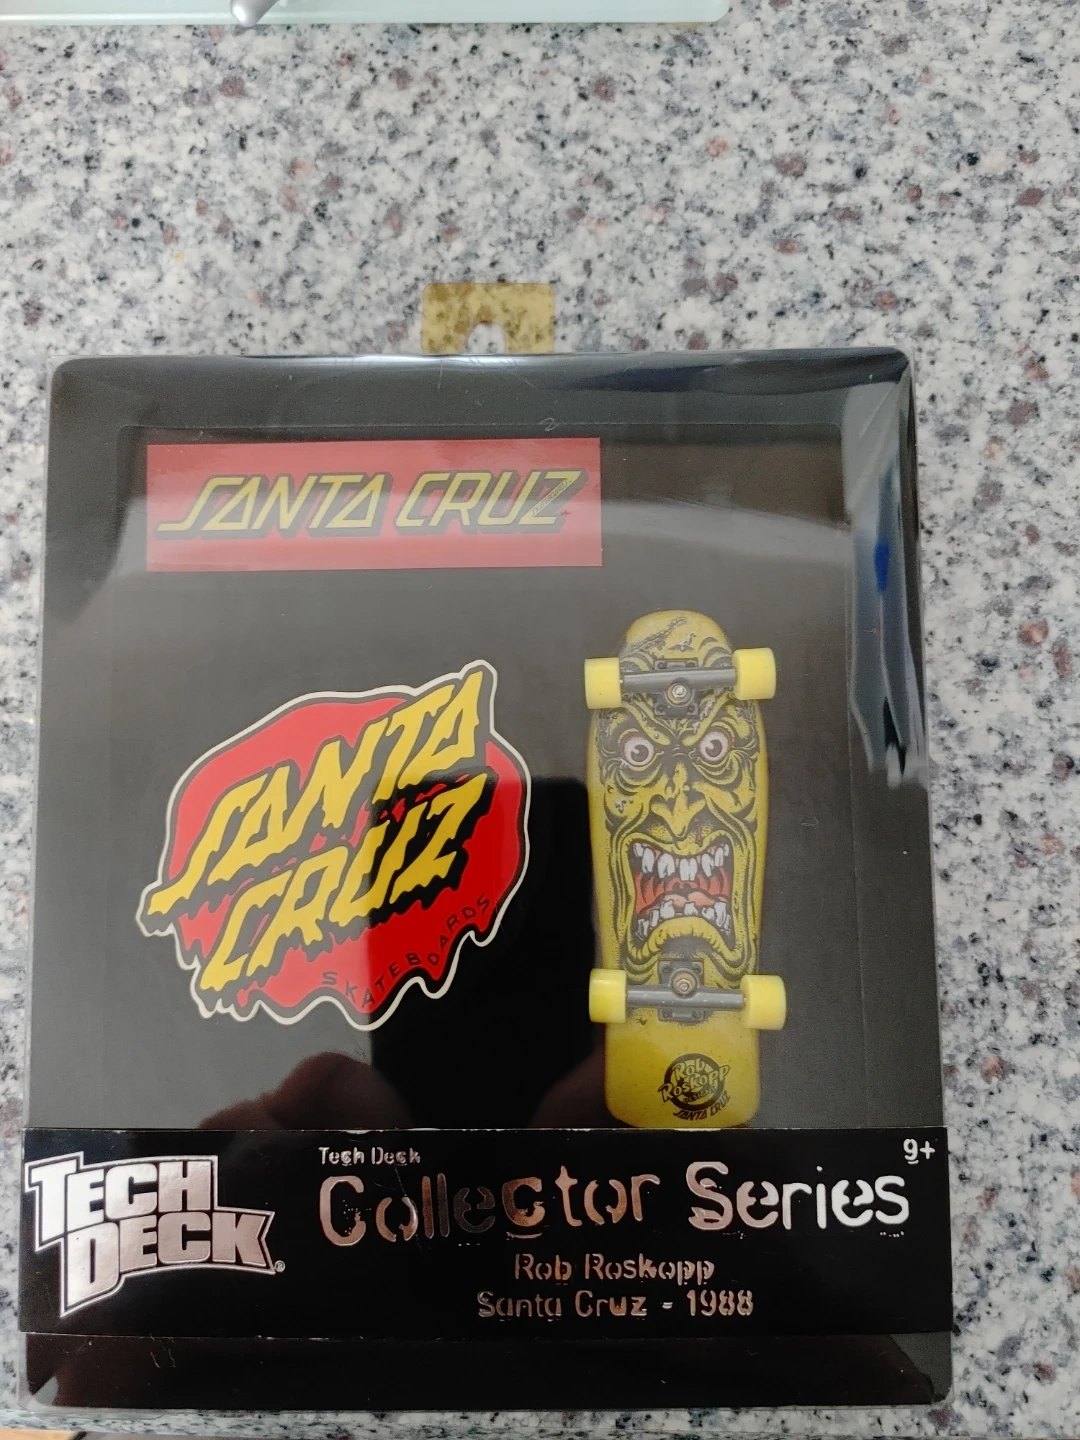 SANTA CRUZ
SANTA
CRUZ
SKATEBOARDS
Rob
Roskopp
SANTA CRUZ
TECH
DECK®
Tech Deck
9+
Collector Series
Rob Roskopp
Santa Cruz - 1988